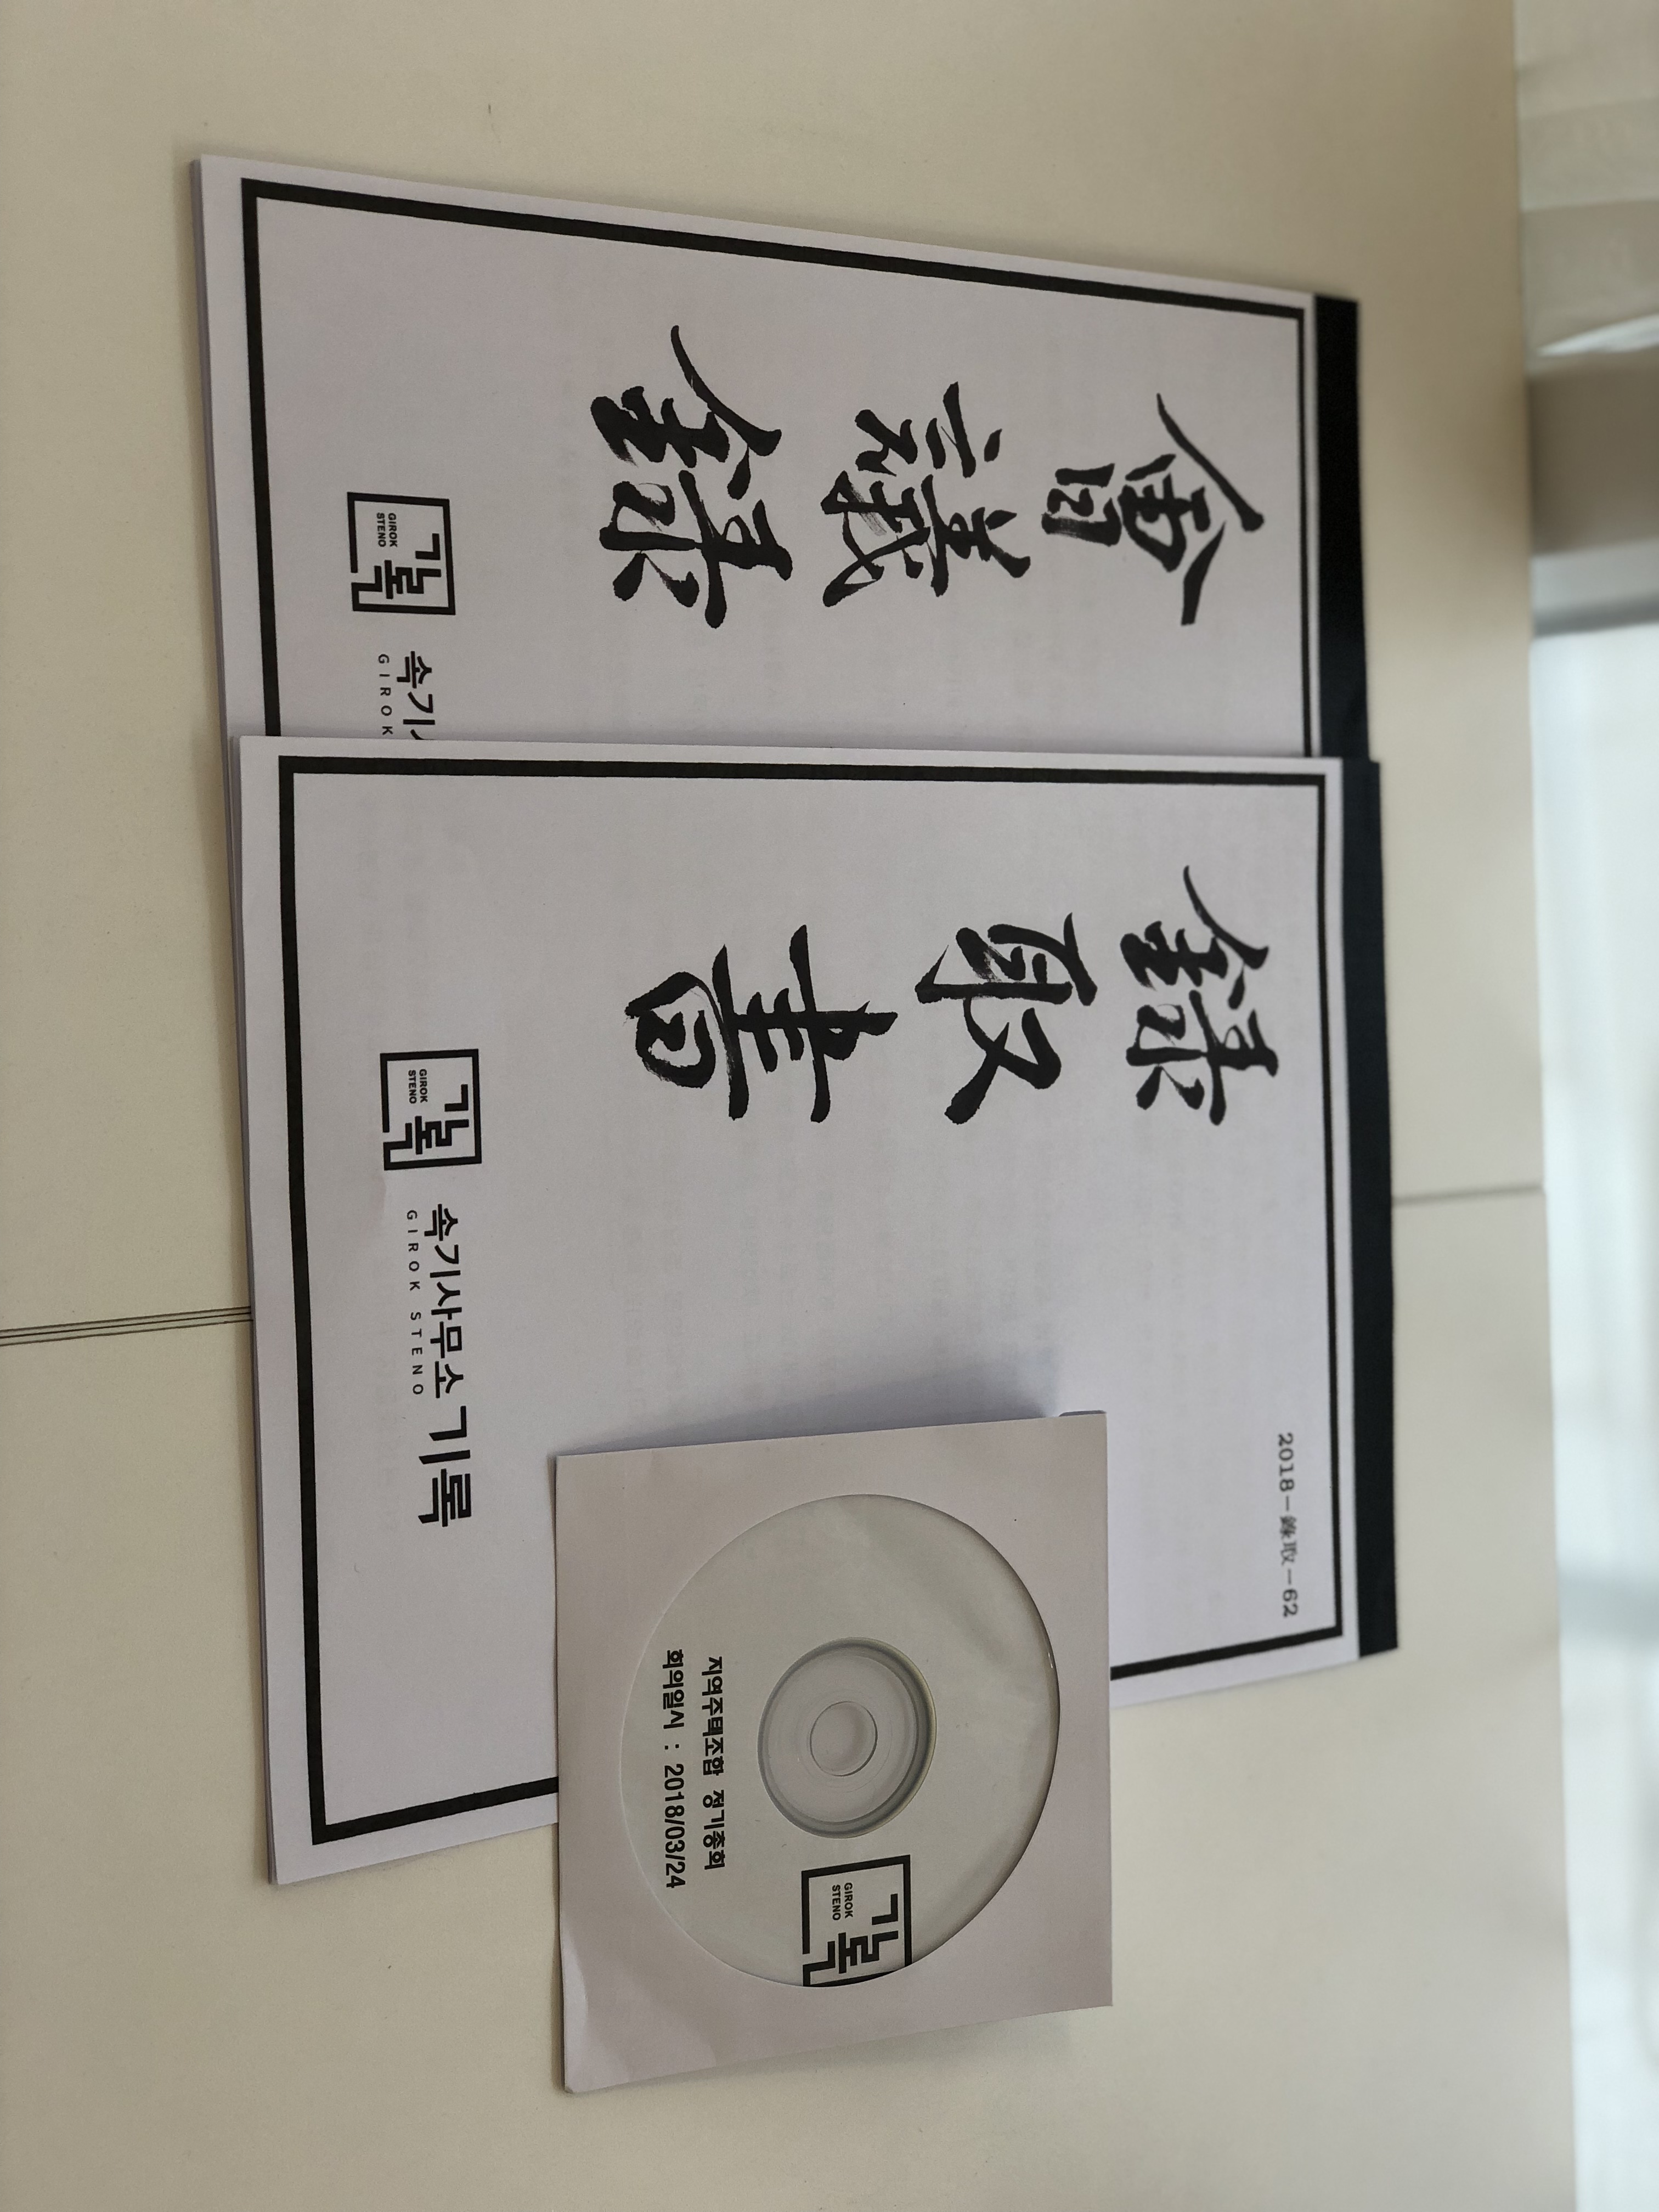 會議錄
기록
GIROK
STENO
속기
GIROK
2018-錄取-62
錄取書
기록
GIROK
STENO
속기사무소 기록
GIROK STENO
기록
GIROK
STENO
지역주택조합 정기총회
회의일시 : 2018/03/24